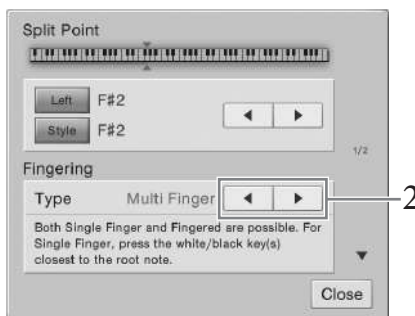 Split Point
Left F#2
Style F#2
1/2
Fingering
Type Multi Finger
2
Both Single Finger and Fingered are possible. For
Single Finger, press the white/black key(s)
closest to the root note.
Close